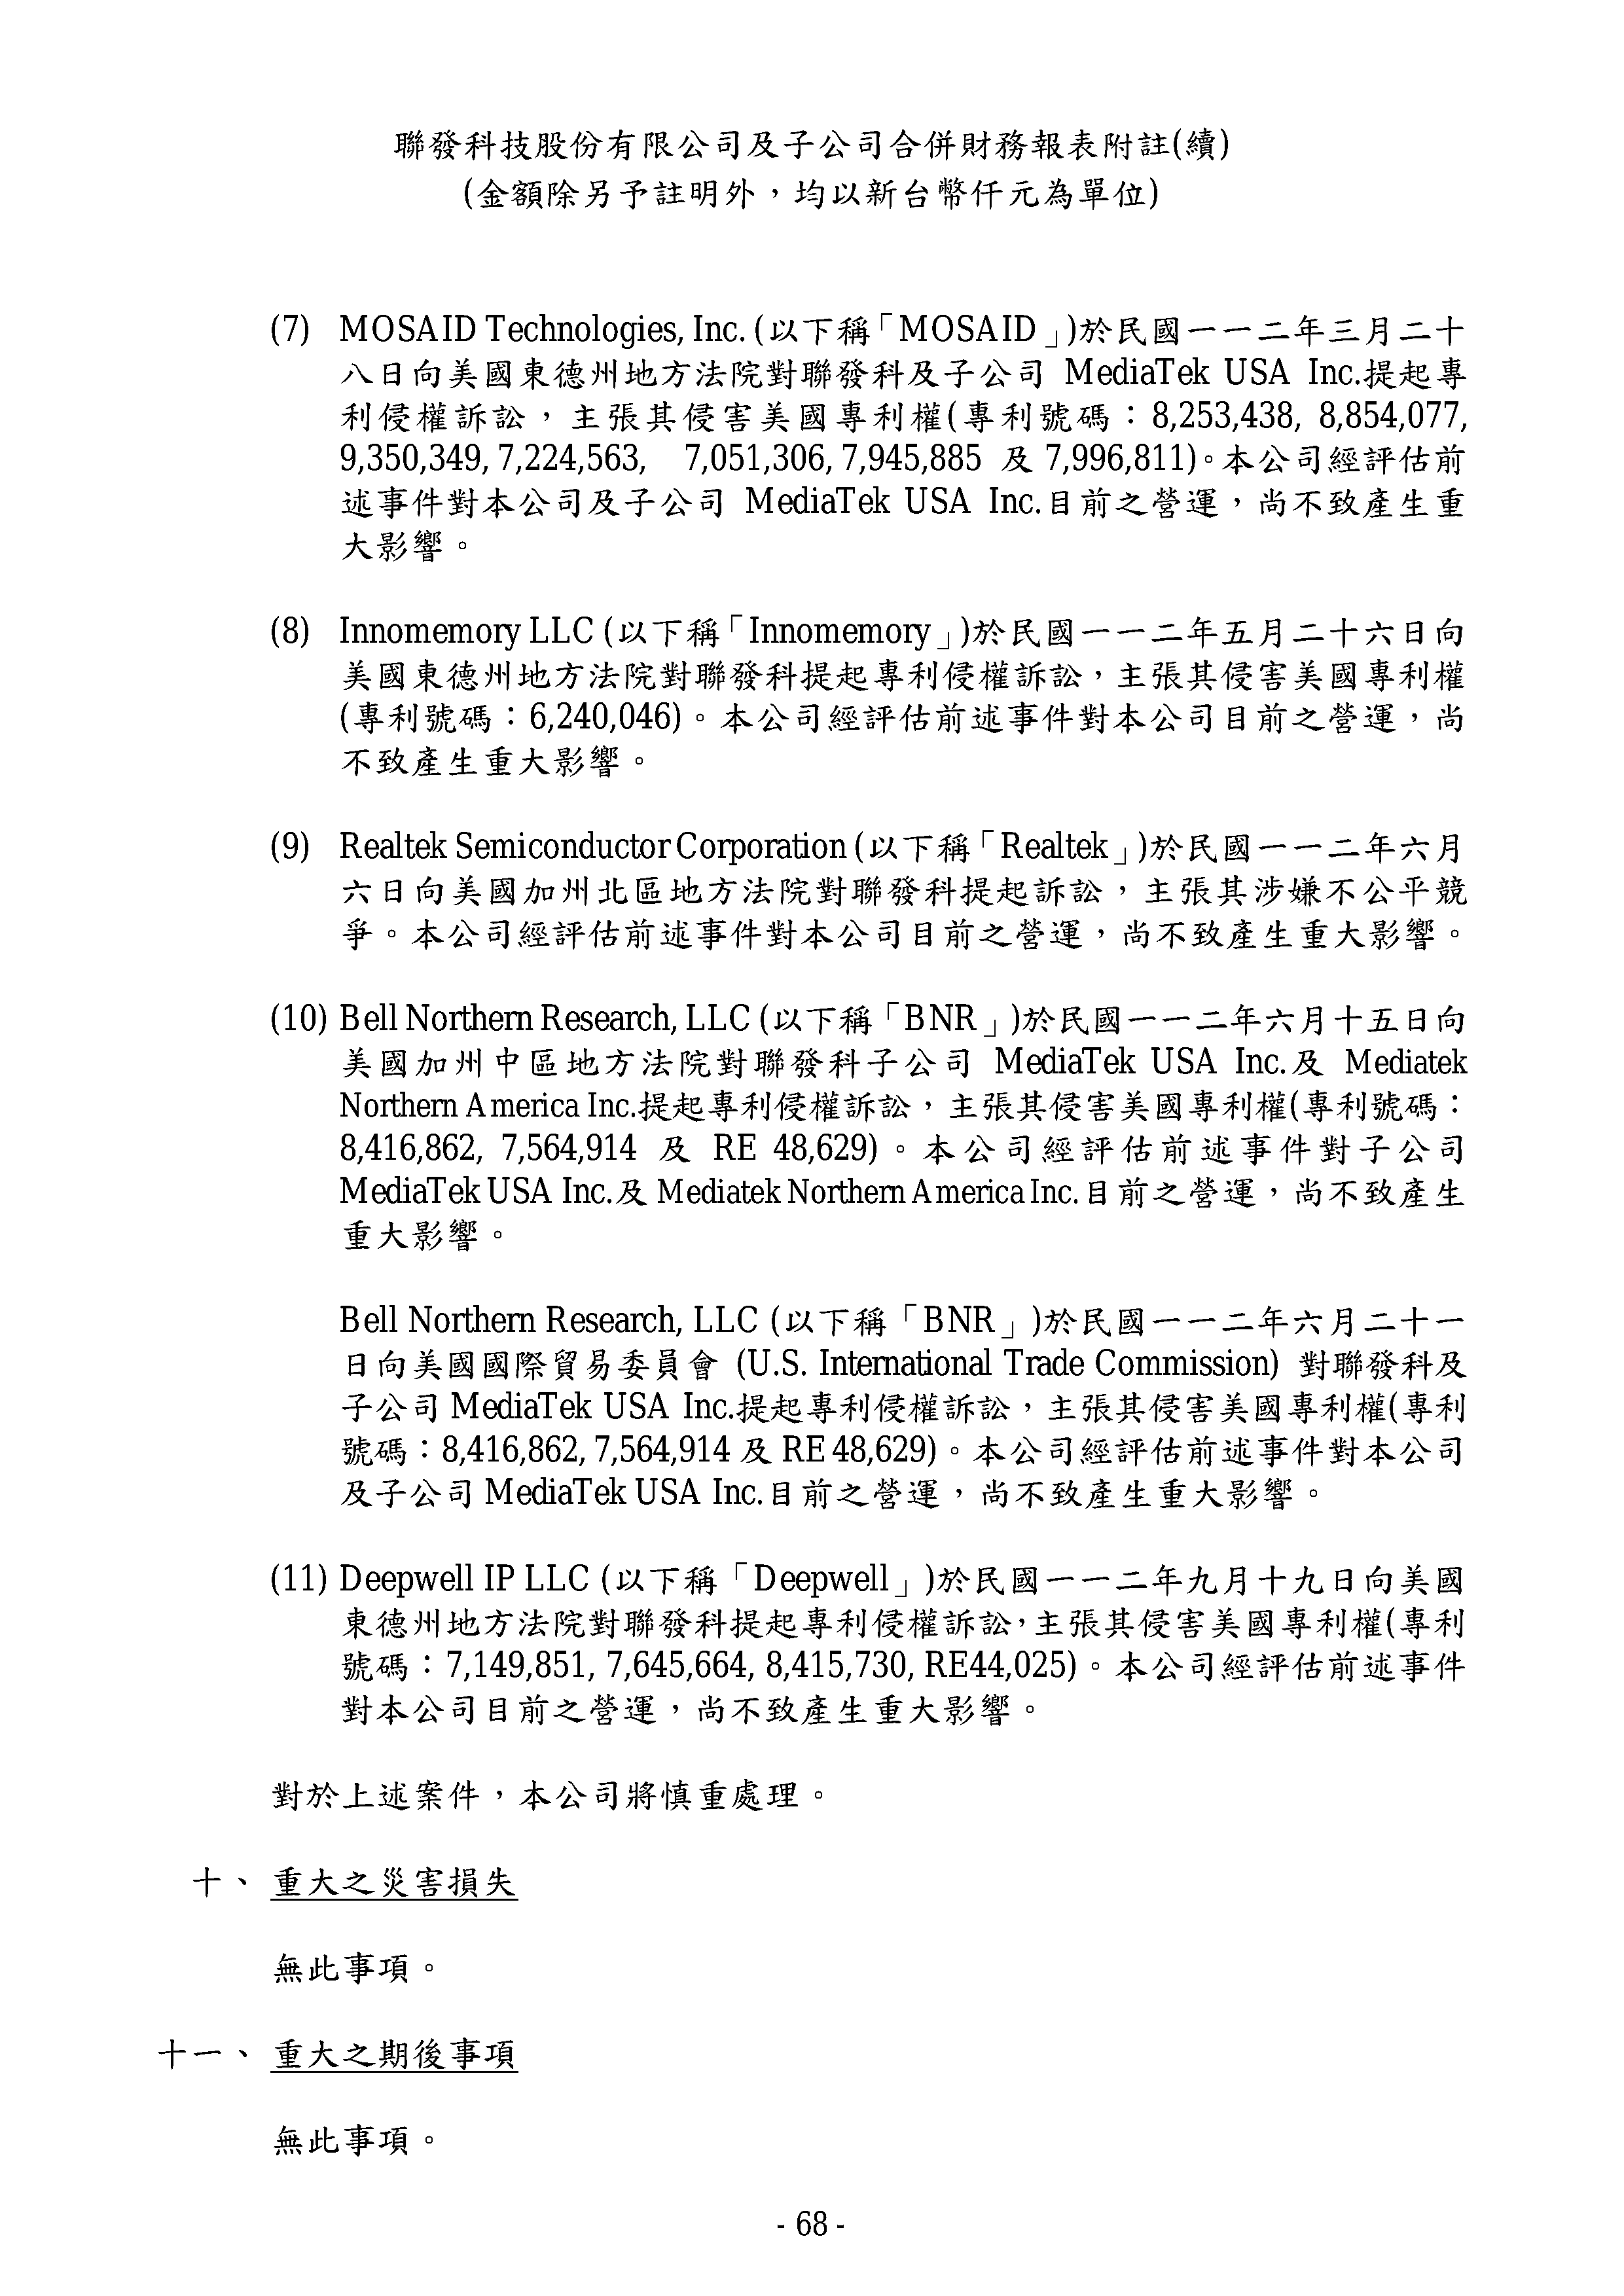 聯發科技股份有限公司及子公司合併財務報表附註(續)
(金額除另予註明外，均以新台幣仟元為單位)
(7) MOSAID Technologies, Inc. (以下稱「MOSAID」)於民國一一二年三月二十
八日向美國東德州地方法院對聯發科及子公司 MediaTek USA Inc.提起專
利侵權訴訟，主張其侵害美國專利權(專利號碼：8,253,438, 8,854,077,
9,350,349, 7,224,563, 7,051,306, 7,945,885 及 7,996,811)。本公司經評估前
述事件對本公司及子公司 MediaTek USA Inc.目前之營運，尚不致產生重
大影響。
(8) Innomemory LLC (以下稱「Innomemory」)於民國一一二年五月二十六日向
美國東德州地方法院對聯發科提起專利侵權訴訟，主張其侵害美國專利權
(專利號碼：6,240,046)。本公司經評估前述事件對本公司目前之營運，尚
不致產生重大影響。
(9) Realtek Semiconductor Corporation (以下稱「Realtek」)於民國一一二年六月
六日向美國加州北區地方法院對聯發科提起訴訟，主張其涉嫌不公平競
爭。本公司經評估前述事件對本公司目前之營運，尚不致產生重大影響。
(10) Bell Northern Research, LLC (以下稱「BNR」)於民國一一二年六月十五日向
美國加州中區地方法院對聯發科子公司 MediaTek USA Inc.及 Mediatek
Northern America Inc.提起專利侵權訴訟，主張其侵害美國專利權(專利號碼：
8,416,862, 7,564,914 及 RE 48,629)。本公司經評估前述事件對子公司
MediaTek USA Inc.及 Mediatek Northern America Inc.目前之營運，尚不致產生
重大影響。
Bell Northern Research, LLC (以下稱「BNR」)於民國一一二年六月二十一
日向美國國際貿易委員會 (U.S. International Trade Commission) 對聯發科及
子公司 MediaTek USA Inc.提起專利侵權訴訟，主張其侵害美國專利權(專利
號碼：8,416,862, 7,564,914 及 RE 48,629)。本公司經評估前述事件對本公司
及子公司 MediaTek USA Inc.目前之營運，尚不致產生重大影響。
(11) Deepwell IP LLC (以下稱「Deepwell」)於民國一一二年九月十九日向美國
東德州地方法院對聯發科提起專利侵權訴訟，主張其侵害美國專利權(專利
號碼：7,149,851, 7,645,664, 8,415,730, RE44,025)。本公司經評估前述事件
對本公司目前之營運，尚不致產生重大影響。
對於上述案件，本公司將慎重處理。
十、 重大之災害損失
無此事項。
十一、 重大之期後事項
無此事項。
- 68 -